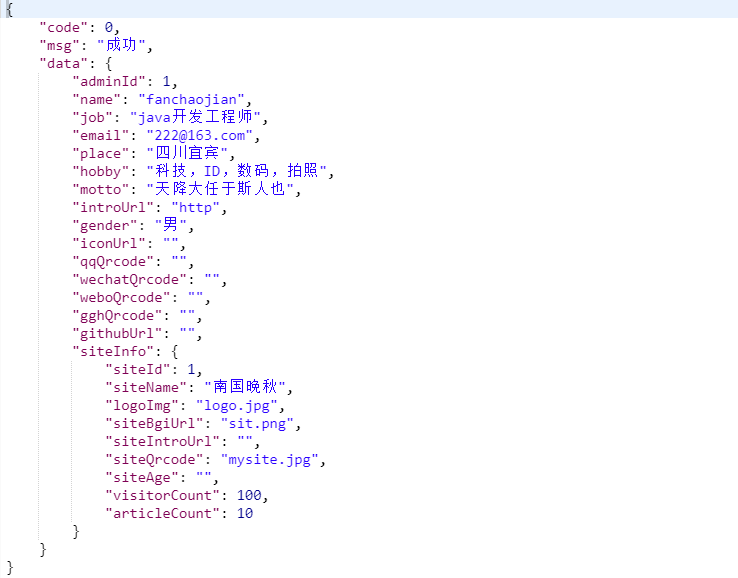 {
    "code": 0,
    "msg": "成功",
    "data": {
        "adminId": 1,
        "name": "fanchaojian",
        "job": "java开发工程师",
        "email": "222@163.com",
        "place": "四川宜宾",
        "hobby": "科技，ID，数码，拍照",
        "motto": "天降大任于斯人也",
        "introUrl": "http",
        "gender": "男",
        "iconUrl": "",
        "qqQrcode": "",
        "wechatQrcode": "",
        "weboQrcode": "",
        "gghQrcode": "",
        "githubUrl": "",
        "siteInfo": {
            "siteId": 1,
            "siteName": "南国晚秋",
            "logoImg": "logo.jpg",
            "siteBgiUrl": "sit.png",
            "siteIntroUrl": "",
            "siteQrcode": "mysite.jpg",
            "siteAge": "",
            "visitorCount": 100,
            "articleCount": 10
        }
    }
}